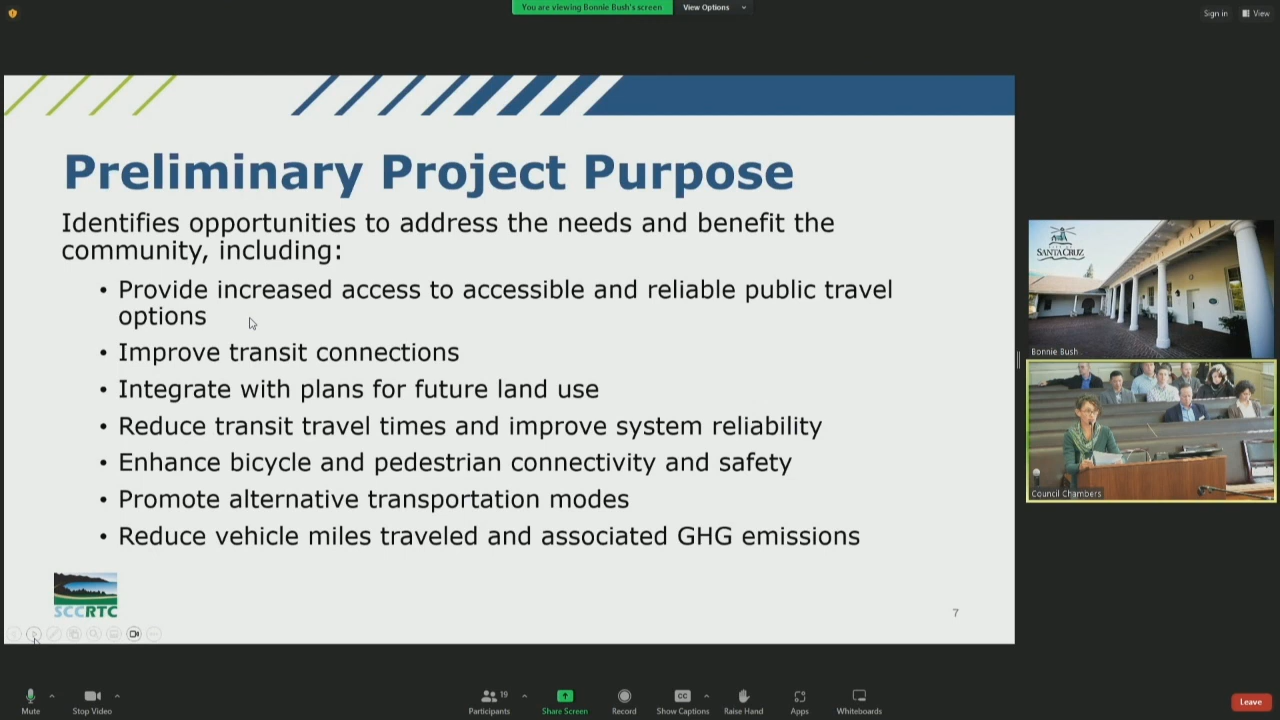 You are viewing Bonnie Bush's screen
View Options
Sign in
View
Preliminary Project Purpose
Identifies opportunities to address the needs and benefit the
community, including:
• Provide increased access to accessible and reliable public travel
options
• Improve transit connections
• Integrate with plans for future land use
• Reduce transit travel times and improve system reliability
• Enhance bicycle and pedestrian connectivity and safety
• Promote alternative transportation modes
• Reduce vehicle miles traveled and associated GHG emissions
SCCRTC
7
SANTA CRUZ
HALL
Bonnie Bush
Council Chambers
Mute
Stop Video
Participants
19
Share Screen
Record
CC
Show Captions
Raise Hand
Apps
Whiteboards
Leave